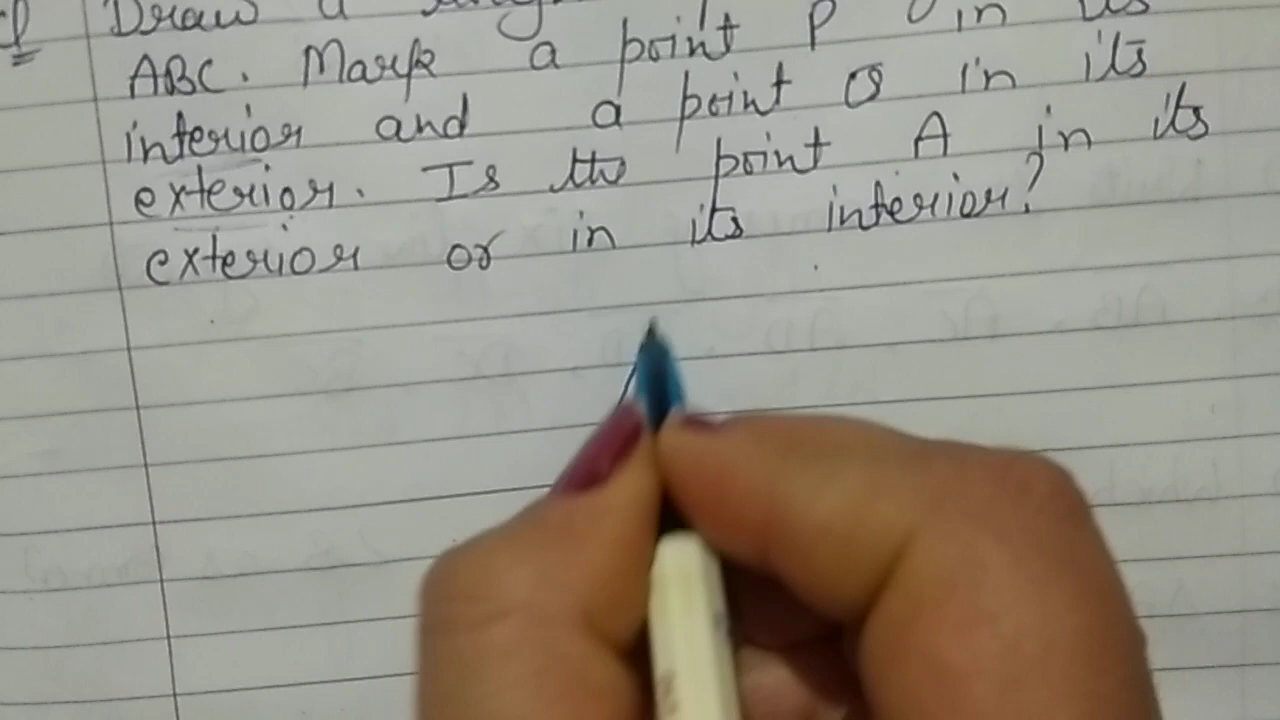 Draw a
ABC. Mark a point P in its
interior and a point Q in its
exterior. Is the point A in its
exterior or in its interior?